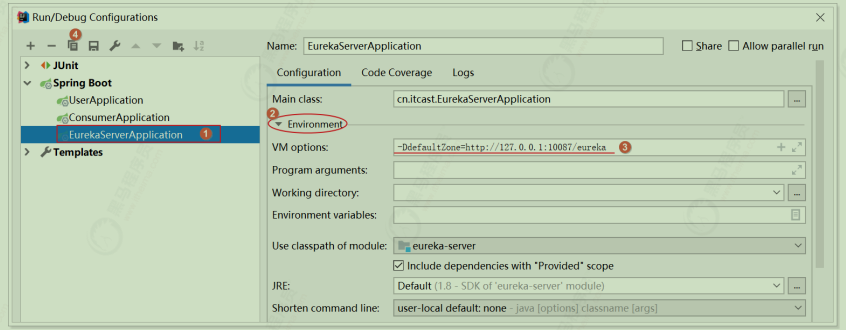 Run/Debug Configurations
4
Name: EurekaServerApplication
Share
Allow parallel run
JUnit
Spring Boot
UserApplication
ConsumerApplication
EurekaServerApplication 1
Templates
Configuration Code Coverage Logs
Main class: cn.itcast.EurekaServerApplication ...
2
Environment
VM options: -DdefaultZone=http://127.0.0.1:10087/eureka 3
Program arguments:
Working directory: ...
Environment variables:
Use classpath of module: eureka-server
Include dependencies with "Provided" scope
JRE: Default (1.8 - SDK of 'eureka-server' module) ...
Shorten command line: user-local default: none - java [options] classname [args]